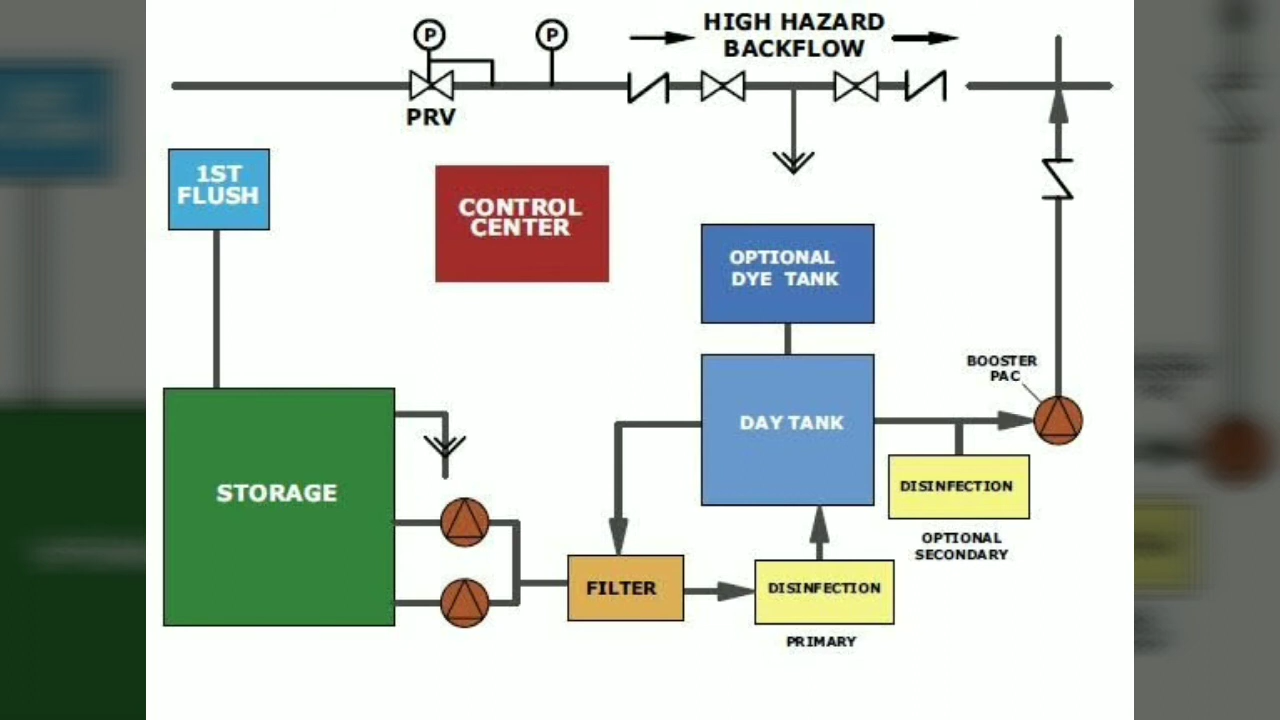 P
P
HIGH HAZARD
BACKFLOW
PRV
1ST
FLUSH
CONTROL
CENTER
OPTIONAL
DYE TANK
BOOSTER
PAC
DAY TANK
STORAGE
DISINFECTION
OPTIONAL
SECONDARY
FILTER
DISINFECTION
PRIMARY